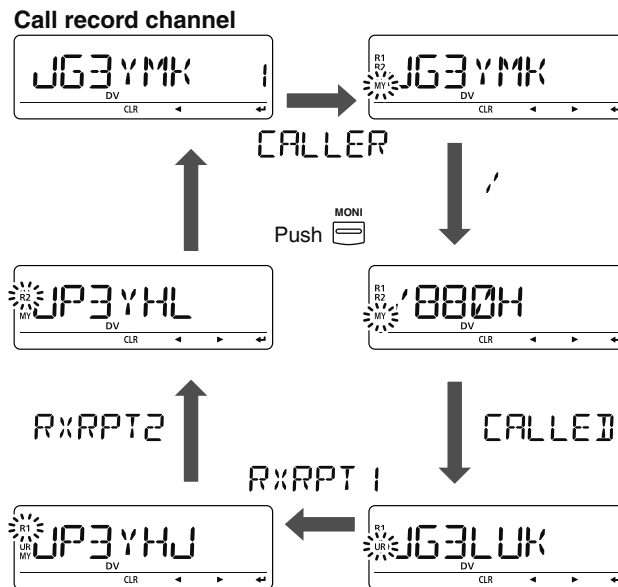 Call record channel
JG3YMK 1
DV
CLR ◄ ↵
CALLER
R1
R2
MY JG3YMK
DV
CLR ◄ ► ↵
/
MONI
Push
R2
MY JP3YHL
DV
CLR ◄ ► ↵
R1
R2
MY /880H
DV
CLR ◄ ► ↵
RXRPT2
CALLED
RXRPT1
R1
UR
MY JP3YHJ
DV
CLR ◄ ► ↵
R1
UR JG3LUK
DV
CLR ◄ ► ↵